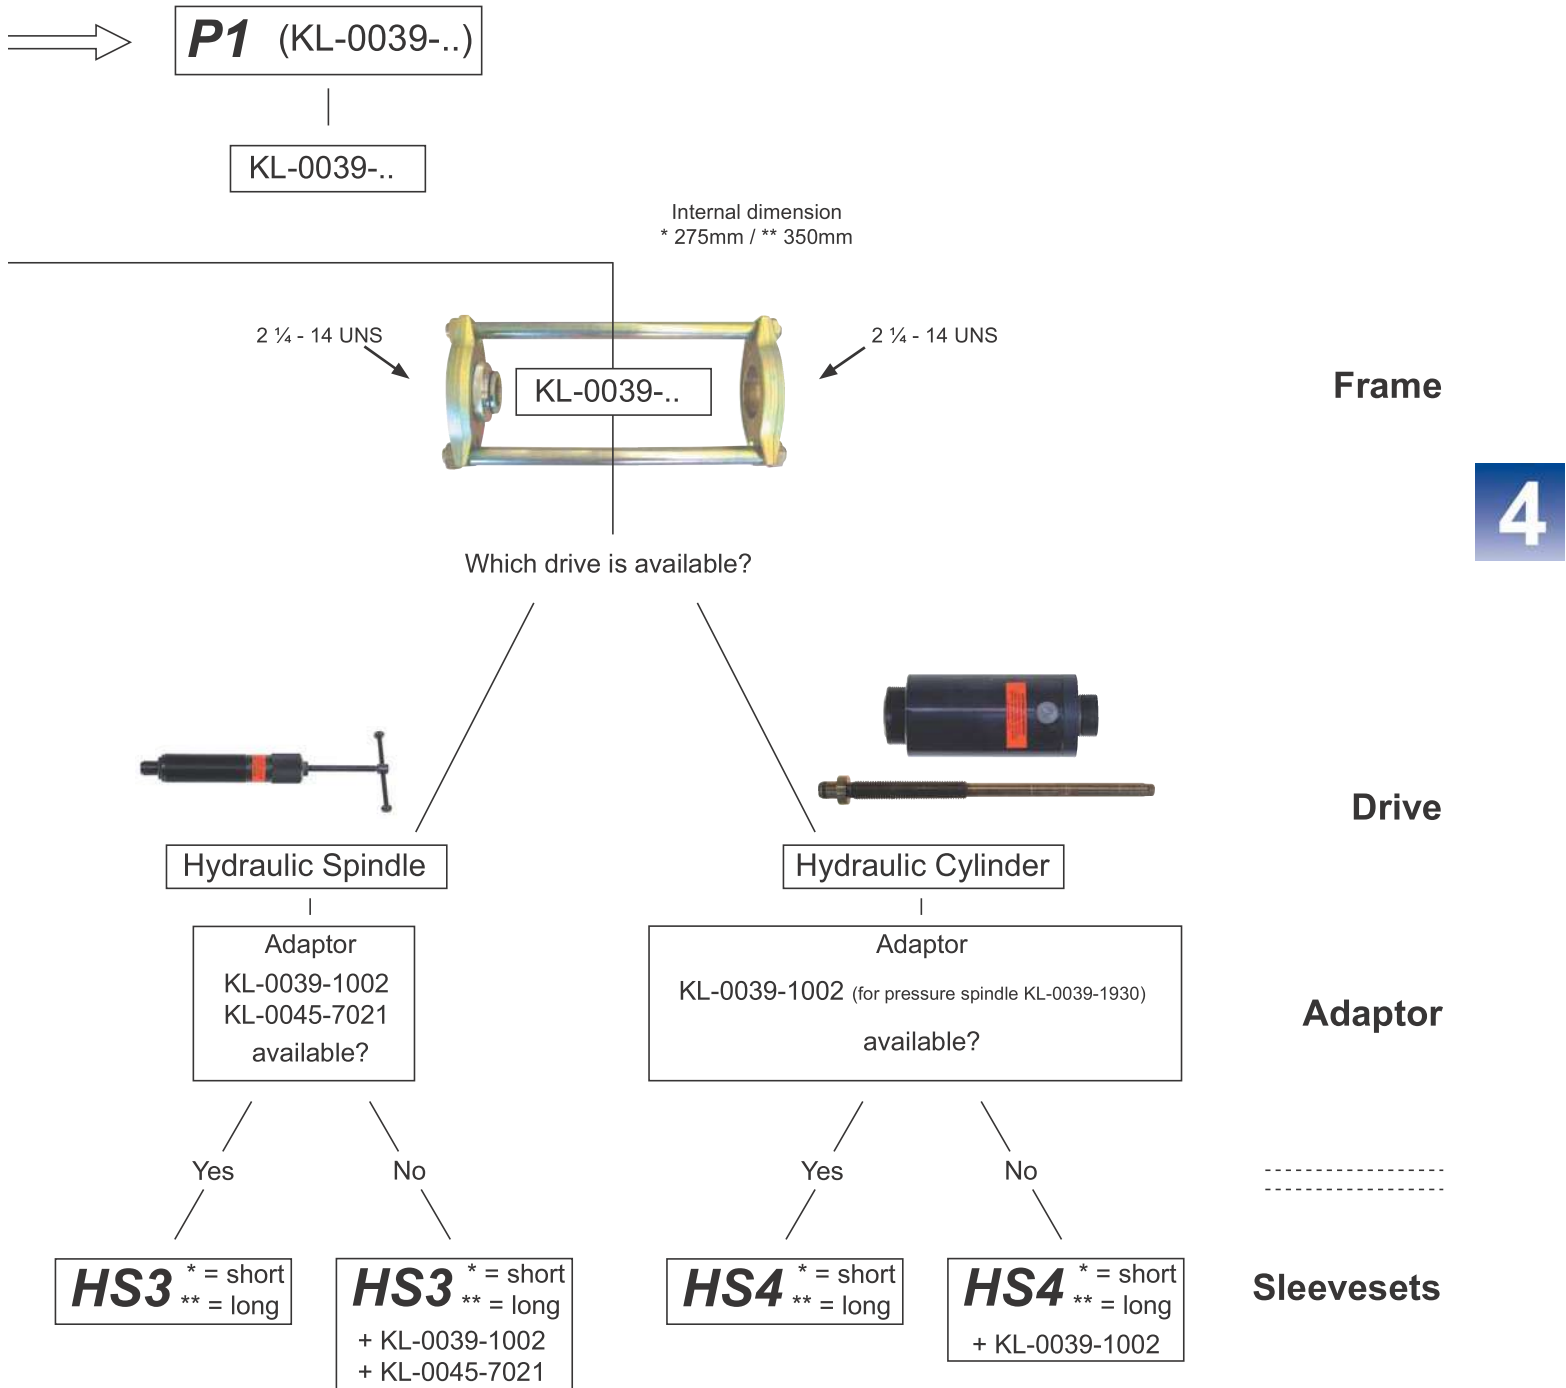 P1 (KL-0039-..)
KL-0039-..
Internal dimension
* 275mm / ** 350mm
2 ¼ - 14 UNS
2 ¼ - 14 UNS
KL-0039-..
Frame
4
Which drive is available?
Drive
Hydraulic Spindle
Hydraulic Cylinder
Adaptor
KL-0039-1002
KL-0045-7021
available?
Adaptor
KL-0039-1002 (for pressure spindle KL-0039-1930)
available?
Adaptor
Yes
No
Yes
No
HS3 * = short
** = long
HS3 * = short
** = long
+ KL-0039-1002
+ KL-0045-7021
HS4 * = short
** = long
HS4 * = short
** = long
+ KL-0039-1002
Sleevesets